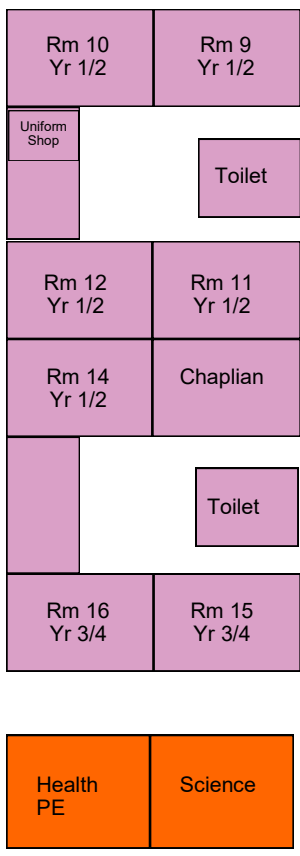 Rm 10
Yr 1/2
Rm 9
Yr 1/2
Uniform
Shop
Toilet
Rm 12
Yr 1/2
Rm 11
Yr 1/2
Rm 14
Yr 1/2
Chaplian
Toilet
Rm 16
Yr 3/4
Rm 15
Yr 3/4
Health
PE
Science